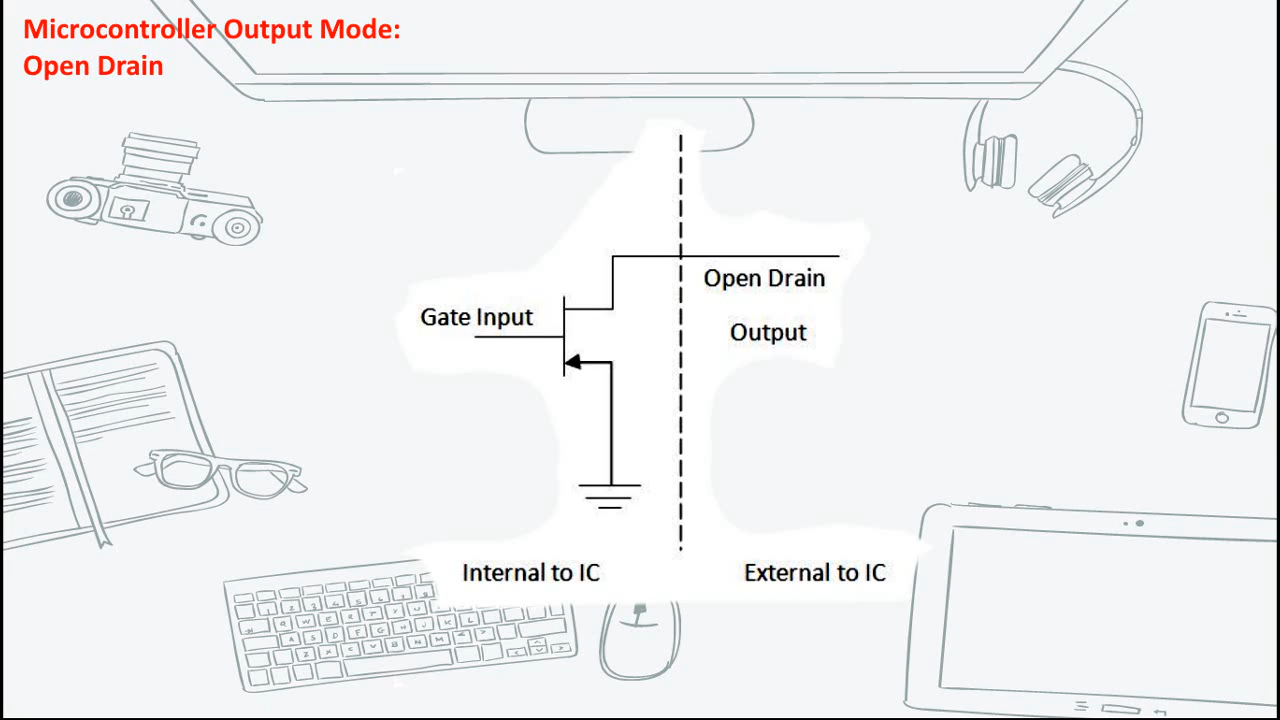 Microcontroller Output Mode:
Open Drain
Open Drain
Gate Input
Output
Internal to IC
External to IC